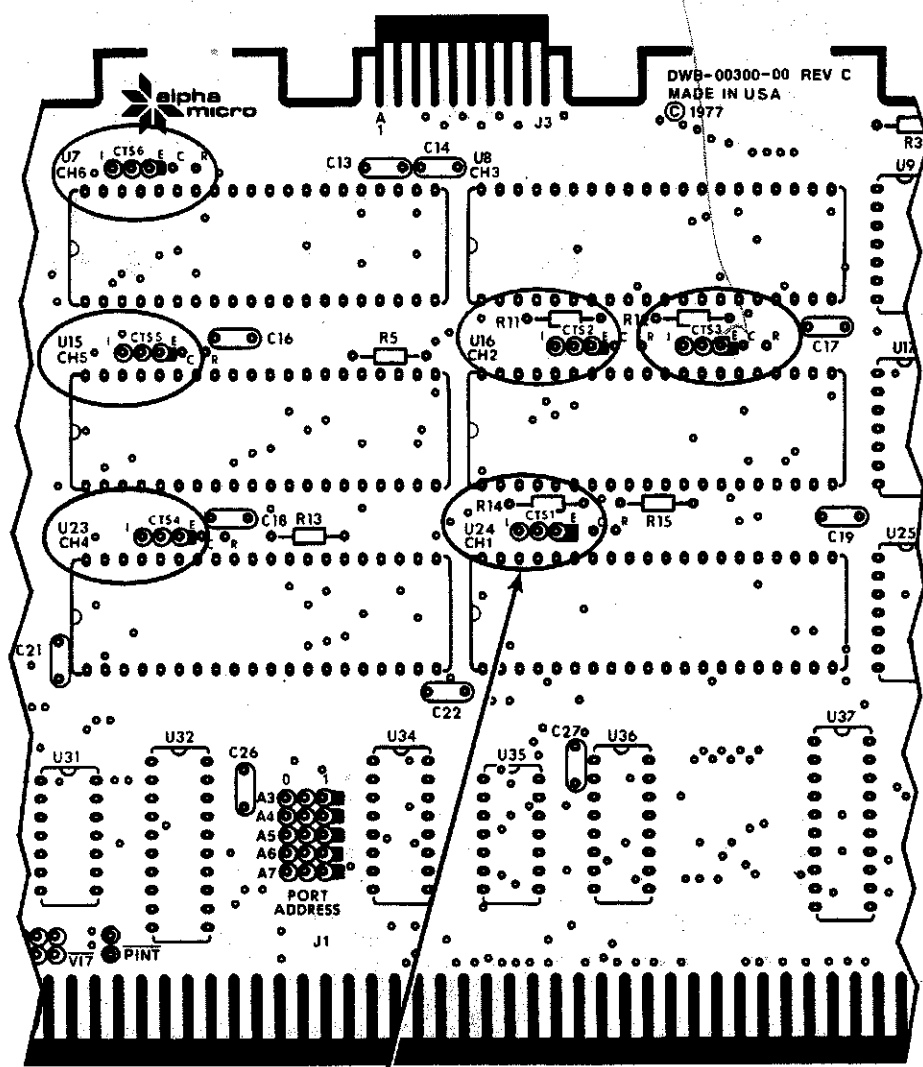 alpha
micro
DWB-00300-00 REV C
MADE IN USA
© 1977
A
1
J3
R3
U7
CH6
I CTS6 E C R
C13
C14
U8
CH3
U9
U15
CH5
I CTS5 E C R
C16
R5
U16
CH2
R11
I CTS2 E C R
CTS3 E C R
C17
U23
CH4
I CTS4 E C R
C18
R13
R14
U24
CH1
I CTS1 E C R
R15
C19
U25
C21
C22
U31
U32
C26
U34
U35
C27
U36
U37
0 1
A3
A4
A5
A6
A7
PORT
ADDRESS
J1
VI7
PINT